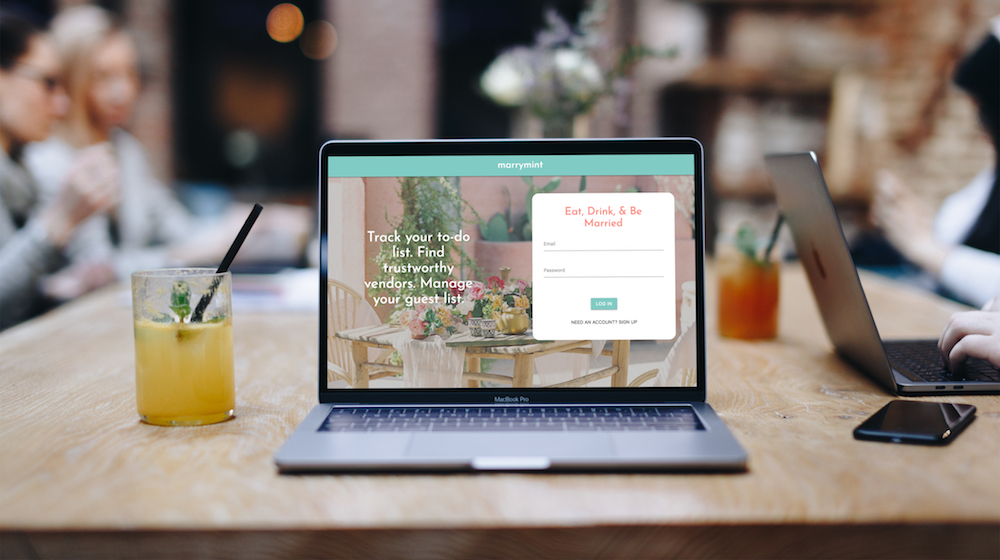 marrymint
Track your to-do
list. Find
trustworthy
vendors. Manage
your guest list.
Eat, Drink, & Be
Married
Email
Password
LOG IN
NEED AN ACCOUNT? SIGN UP
MacBook Pro